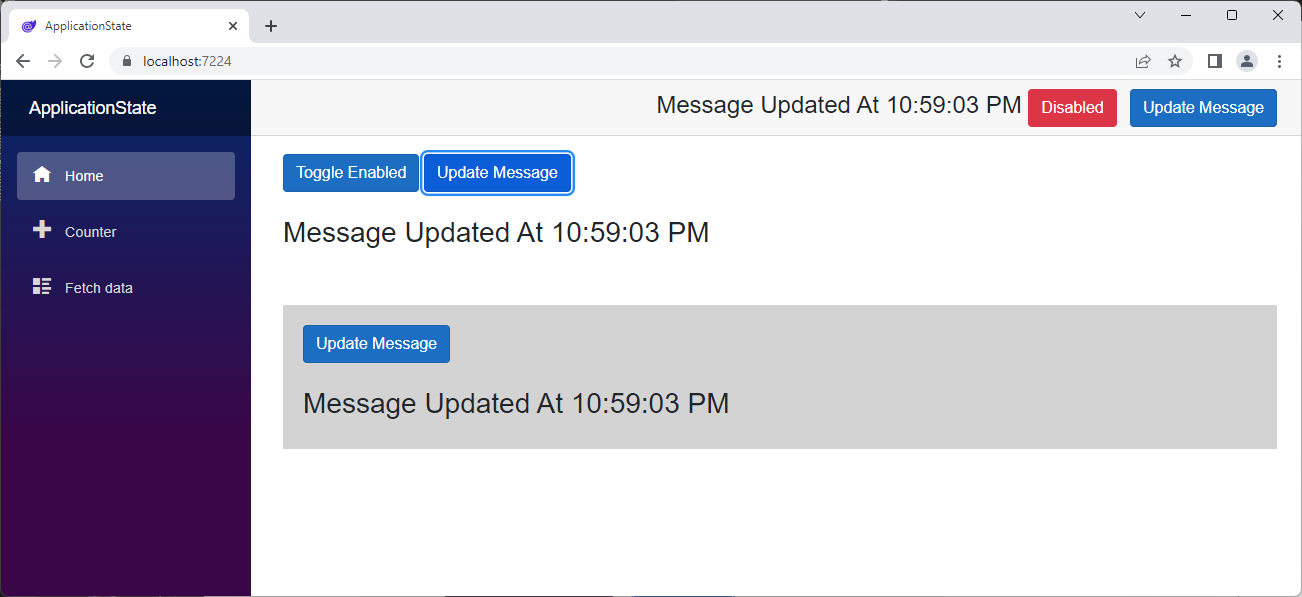 ApplicationState
localhost:7224
ApplicationState
Message Updated At 10:59:03 PM Disabled Update Message
Home
Counter
Fetch data
Toggle Enabled Update Message
Message Updated At 10:59:03 PM
Update Message
Message Updated At 10:59:03 PM